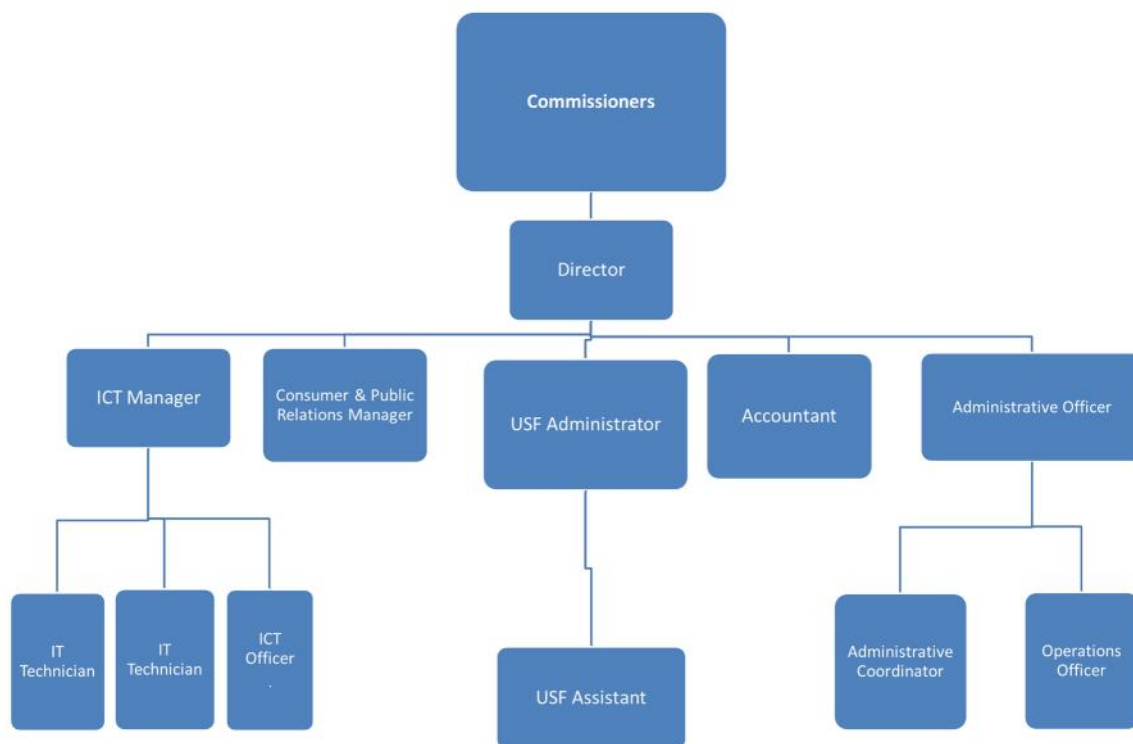 Commissioners
Director
ICT Manager
Consumer & Public
Relations Manager
USF Administrator
Accountant
Administrative Officer
IT
Technician
IT
Technician
ICT
Officer
.
USF Assistant
Administrative
Coordinator
Operations
Officer